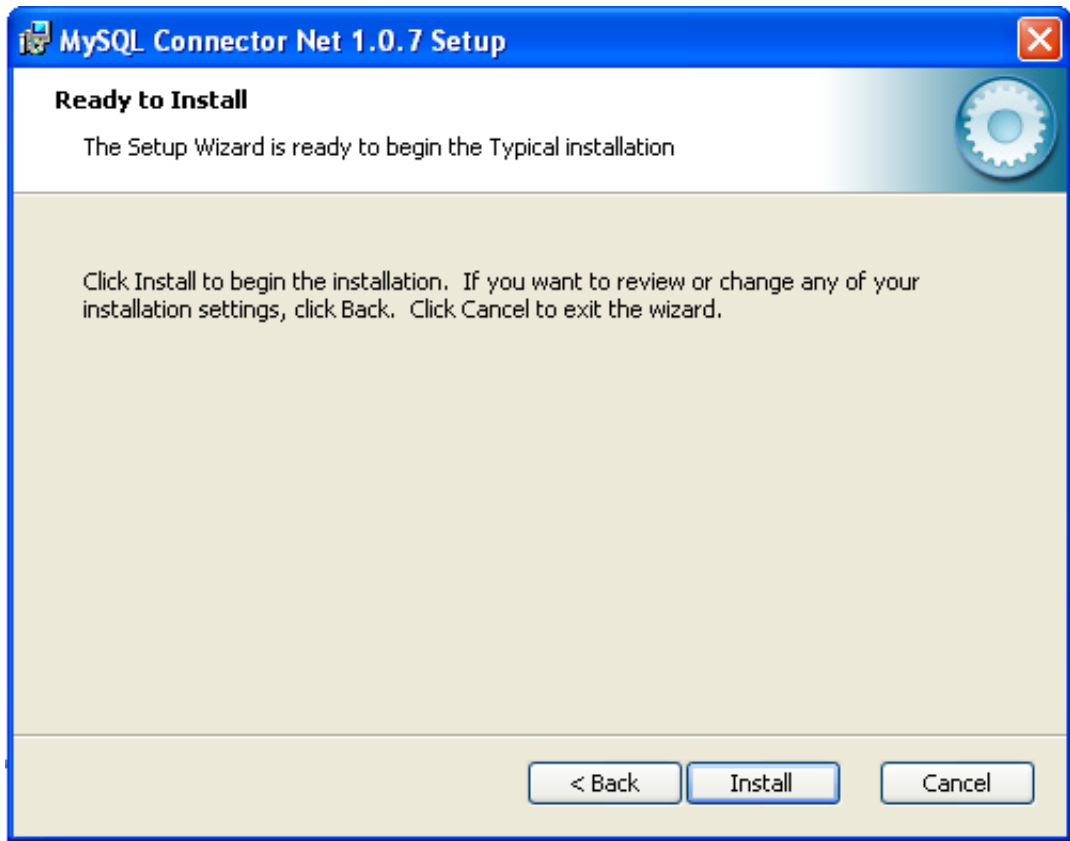 MySQL Connector Net 1.0.7 Setup
Ready to Install
The Setup Wizard is ready to begin the Typical installation
Click Install to begin the installation.  If you want to review or change any of your
installation settings, click Back.  Click Cancel to exit the wizard.
< Back
Install
Cancel